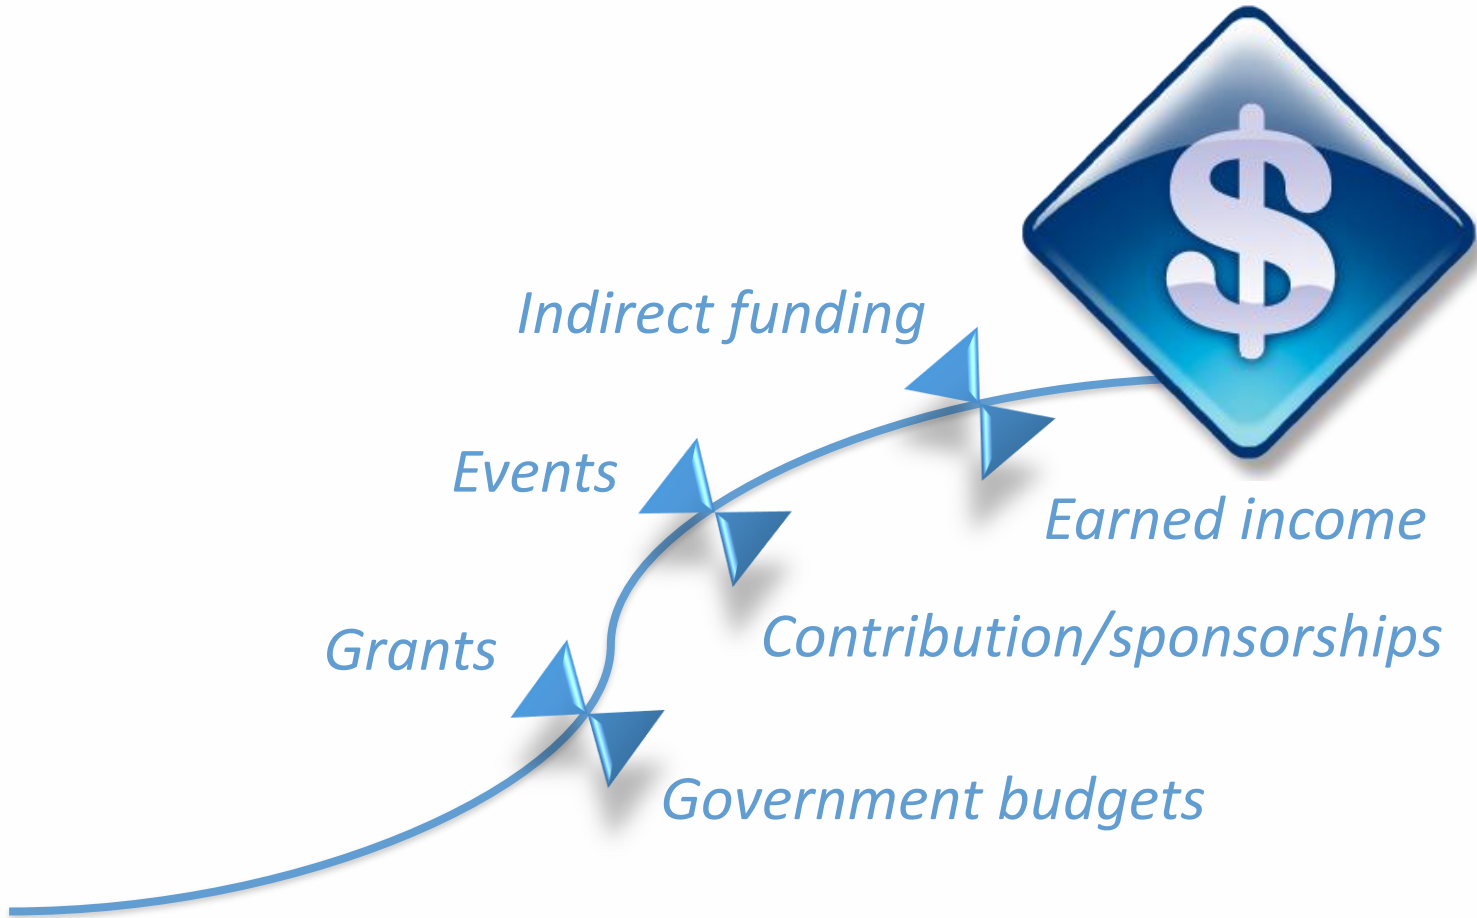 $
Indirect funding
Events
Earned income
Grants
Contribution/sponsorships
Government budgets